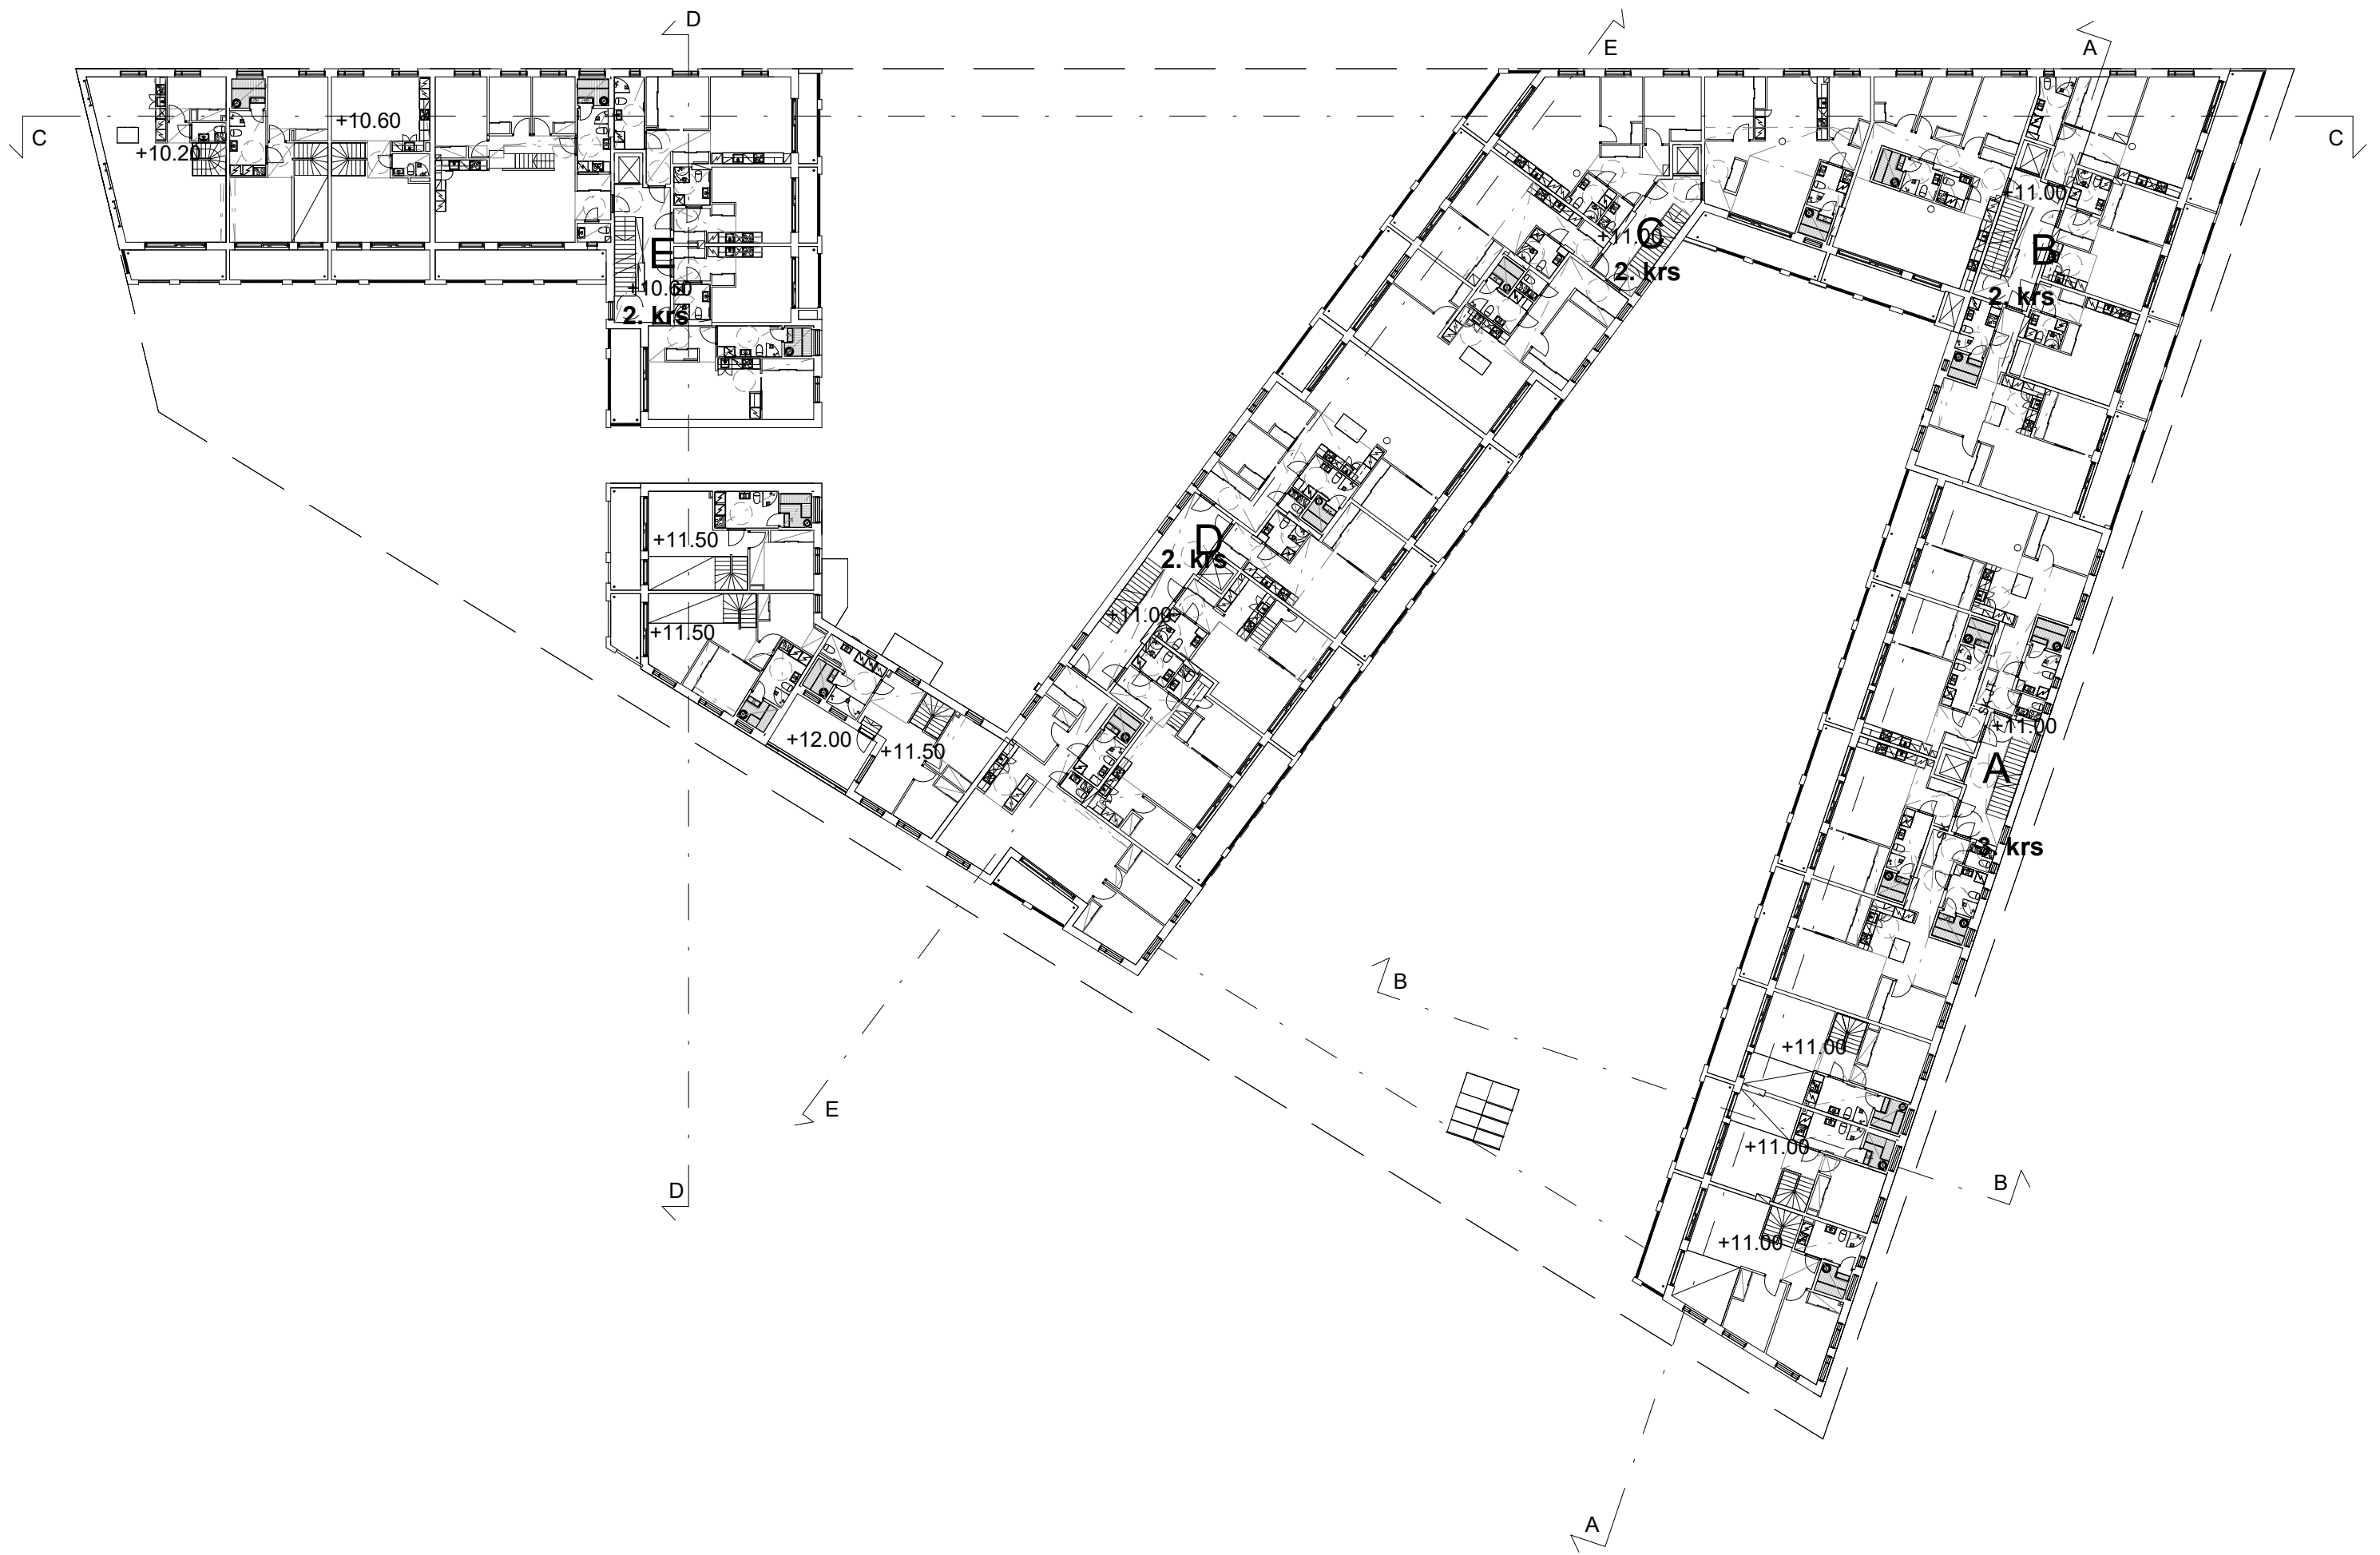 D
E
A
C
C
+10.60
+10.20
+11.00
C
+11.00
B
E
2. krs
+10.60
2. krs
2. krs
+11.50
D
2. krs
+11.50
+11.00
+12.00
+11.50
+11.00
A
3. krs
B
+11.00
E
+11.00
D
B
+11.00
A